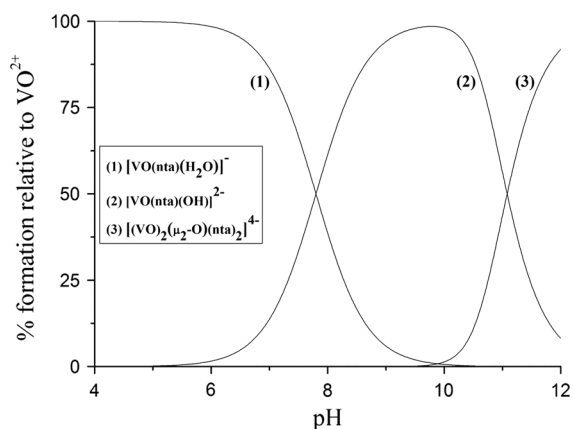 % formation relative to VO²⁺
100
75
50
25
0
(1)
(2)
(3)
(1) [VO(nta)(H₂O)]⁻
(2) [VO(nta)(OH)]²⁻
(3) [(VO)₂(μ₂-O)(nta)₂]⁴⁻
4 6 8 10 12
pH